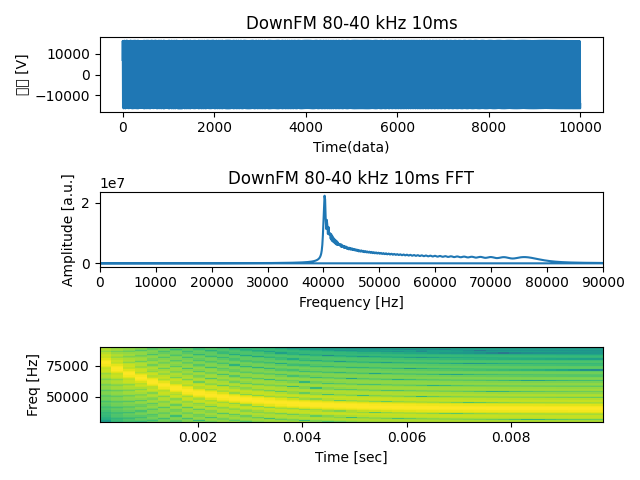 DownFM 80-40 kHz 10ms
10000
0
−10000
[V]
0 2000 4000 6000 8000 10000
Time(data)
DownFM 80-40 kHz 10ms FFT
1e7
2
0
Amplitude [a.u.]
0 10000 20000 30000 40000 50000 60000 70000 80000 90000
Frequency [Hz]
75000
50000
Freq [Hz]
0.002 0.004 0.006 0.008
Time [sec]